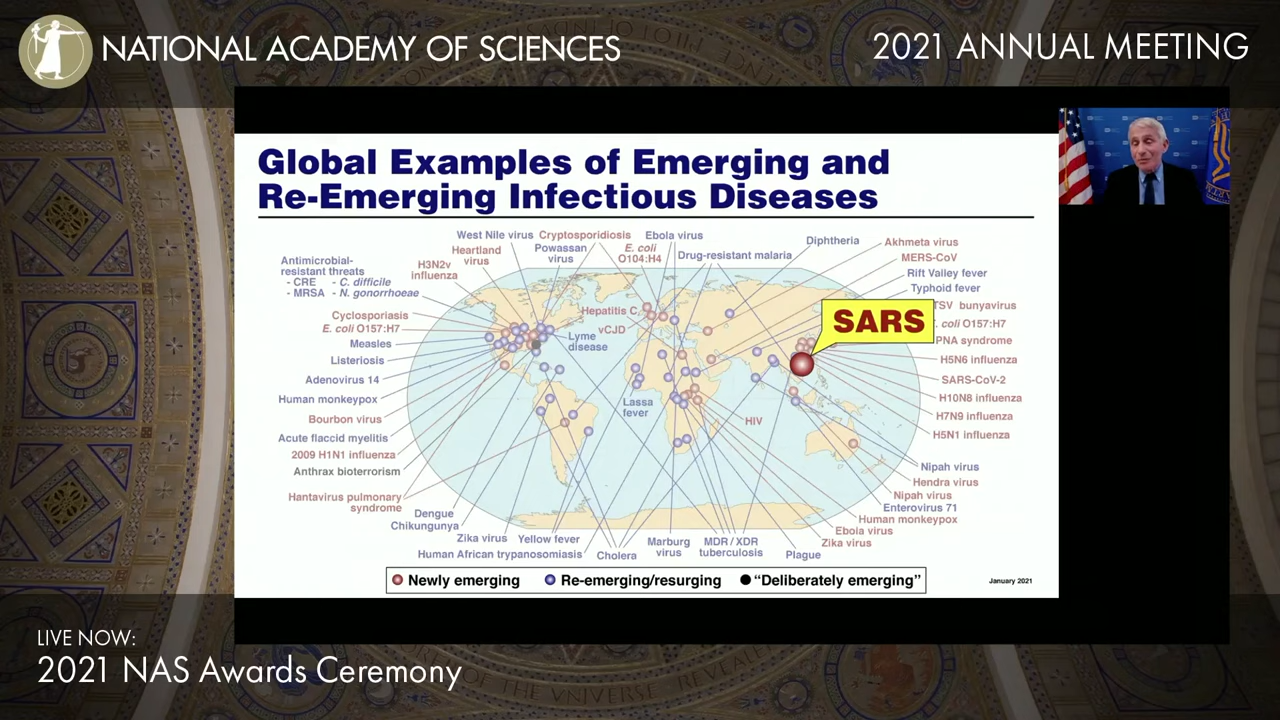 NATIONAL ACADEMY OF SCIENCES
2021 ANNUAL MEETING
Global Examples of Emerging and
Re-Emerging Infectious Diseases
West Nile virus
Cryptosporidiosis
Ebola virus
Diphtheria
Akhmeta virus
Heartland
virus
Powassan
virus
E. coli
O104:H4
Drug-resistant malaria
MERS-CoV
Antimicrobial-
resistant threats
- CRE - C. difficile
- MRSA - N. gonorrhoeae
H3N2v
influenza
Rift Valley fever
Typhoid fever
Cyclosporiasis
Hepatitis C
SARS
TSV bunyavirus
E. coli O157:H7
vCJD
. coli O157:H7
Measles
Lyme
disease
PNA syndrome
Listeriosis
H5N6 influenza
Adenovirus 14
SARS-CoV-2
Human monkeypox
Lassa
fever
H10N8 influenza
Bourbon virus
HIV
H7N9 influenza
Acute flaccid myelitis
H5N1 influenza
2009 H1N1 influenza
Anthrax bioterrorism
Nipah virus
Hendra virus
Hantavirus pulmonary
syndrome
Nipah virus
Enterovirus 71
Dengue
Human monkeypox
Chikungunya
Ebola virus
Zika virus
Yellow fever
Marburg
virus
MDR / XDR
tuberculosis
Zika virus
Human African trypanosomiasis
Cholera
Plague
Newly emerging
Re-emerging/resurging
“Deliberately emerging”
January 2021
LIVE NOW:
2021 NAS Awards Ceremony